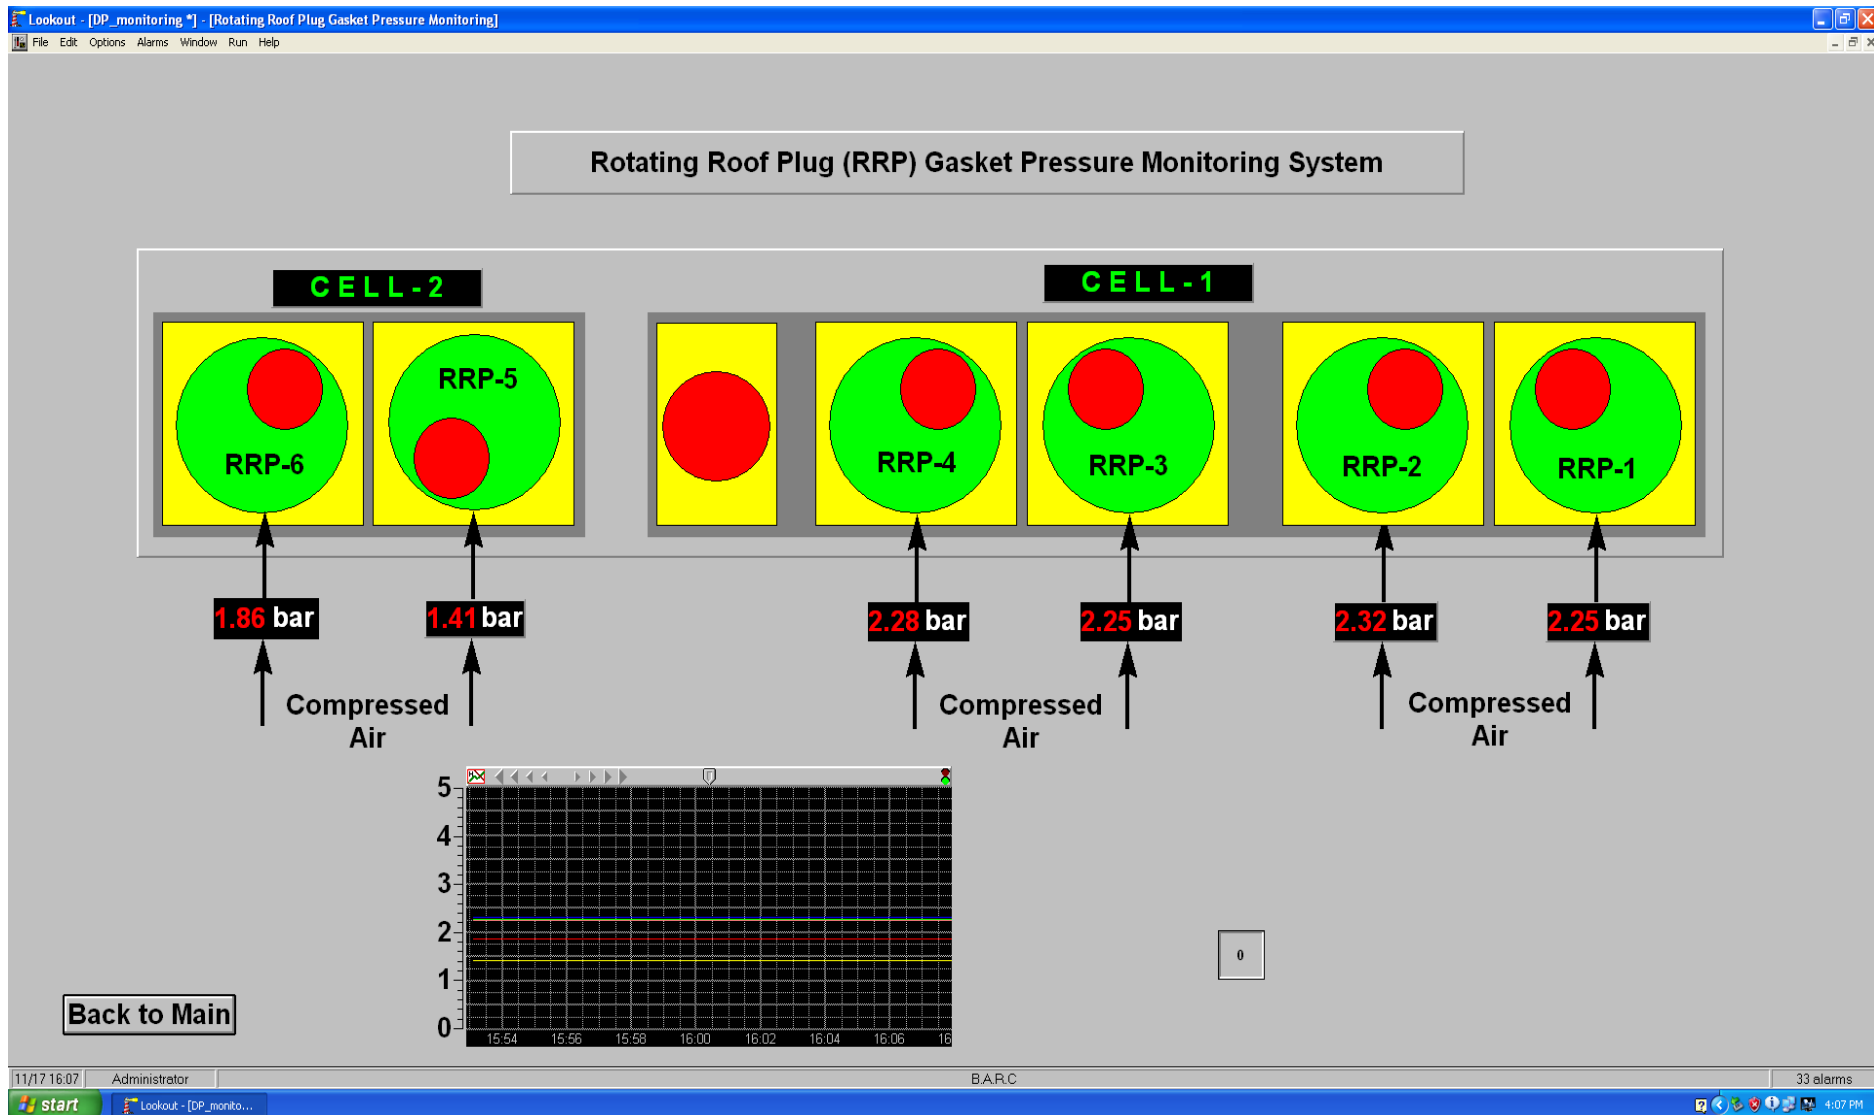 Lookout - [DP_monitoring *] - [Rotating Roof Plug Gasket Pressure Monitoring]
File Edit Options Alarms Window Run Help
Rotating Roof Plug (RRP) Gasket Pressure Monitoring System
CELL-2
CELL-1
RRP-6
RRP-5
RRP-4
RRP-3
RRP-2
RRP-1
1.86 bar
1.41 bar
2.28 bar
2.25 bar
2.32 bar
2.25 bar
Compressed
Air
Compressed
Air
Compressed
Air
5
4
3
2
1
0
15:54 15:56 15:58 16:00 16:02 16:04 16:06 16
0
Back to Main
11/17 16:07 Administrator B.A.R.C 33 alarms
start Lookout - [DP_monito... 4:07 PM